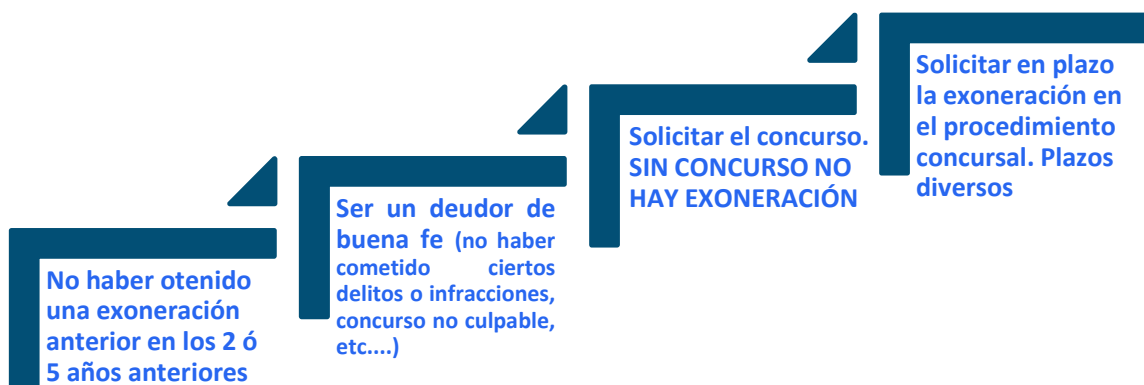 No haber otenido
una exoneración
anterior en los 2 ó
5 años anteriores
Ser un deudor de
buena fe (no haber
cometido ciertos
delitos o infracciones,
concurso no culpable,
etc....)
Solicitar el concurso.
SIN CONCURSO NO
HAY EXONERACIÓN
Solicitar en plazo
la exoneración en
el procedimiento
concursal. Plazos
diversos